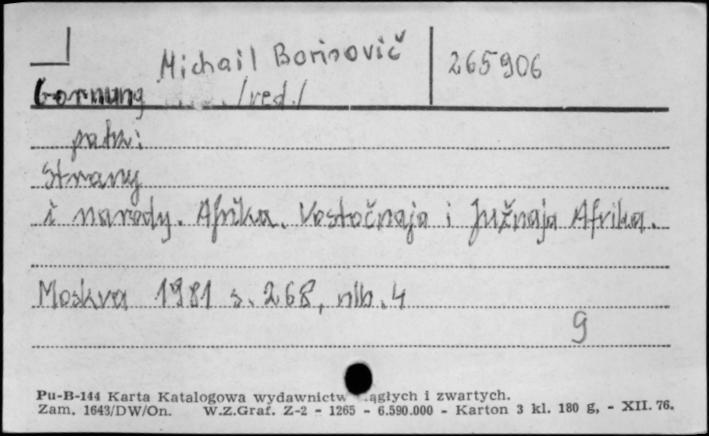 Michail Borisovič 265906
Gornung /red./
patrz:
Strany
i narody. Afrika. Vostočnaja i Južnaja Afrika.
Moskva 1981 s. 268, nlb. 4
9
Pu-B-144 Karta Katalogowa wydawnictw ągłych i zwartych.
Zam. 1643/DW/On. W.Z.Graf. Z-2 - 1265 - 6.590.000 - Karton 3 kl. 180 g, - XII. 76.